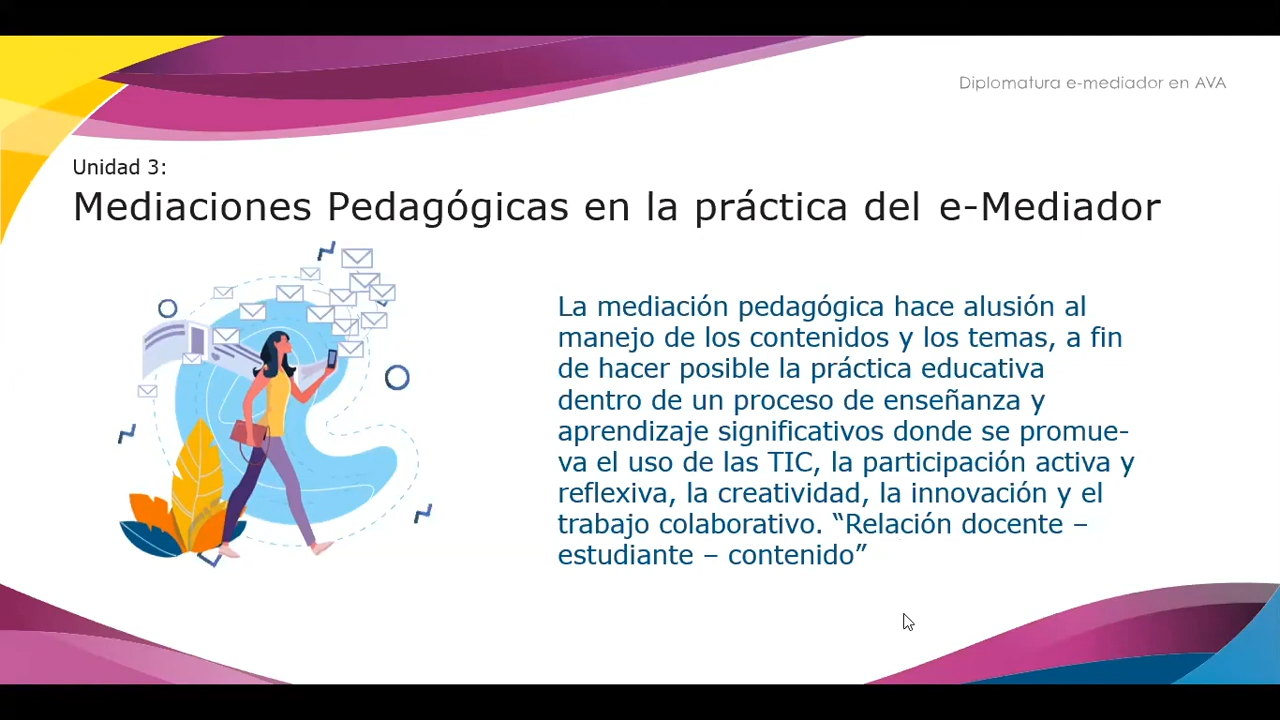 Diplomatura e-mediador en AVA
Unidad 3:
Mediaciones Pedagógicas en la práctica del e-Mediador
La mediación pedagógica hace alusión al
manejo de los contenidos y los temas, a fin
de hacer posible la práctica educativa
dentro de un proceso de enseñanza y
aprendizaje significativos donde se promue-
va el uso de las TIC, la participación activa y
reflexiva, la creatividad, la innovación y el
trabajo colaborativo. “Relación docente –
estudiante – contenido”